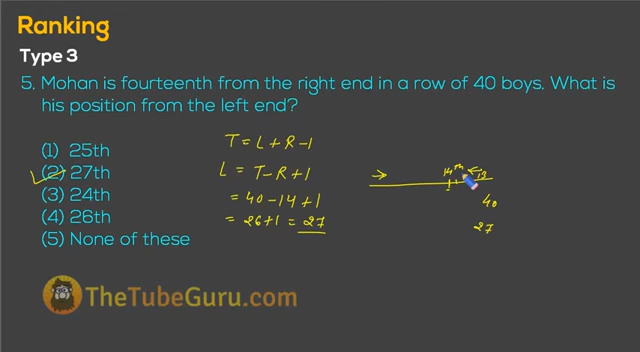 Ranking
Type 3
5. Mohan is fourteenth from the right end in a row of 40 boys. What is
his position from the left end?
(1) 25th
(2) 27th
(3) 24th
(4) 26th
(5) None of these
T = L + R - 1
L = T - R + 1
= 40 - 14 + 1
= 26 + 1 = 27
14th
40
27
TheTubeGuru.com